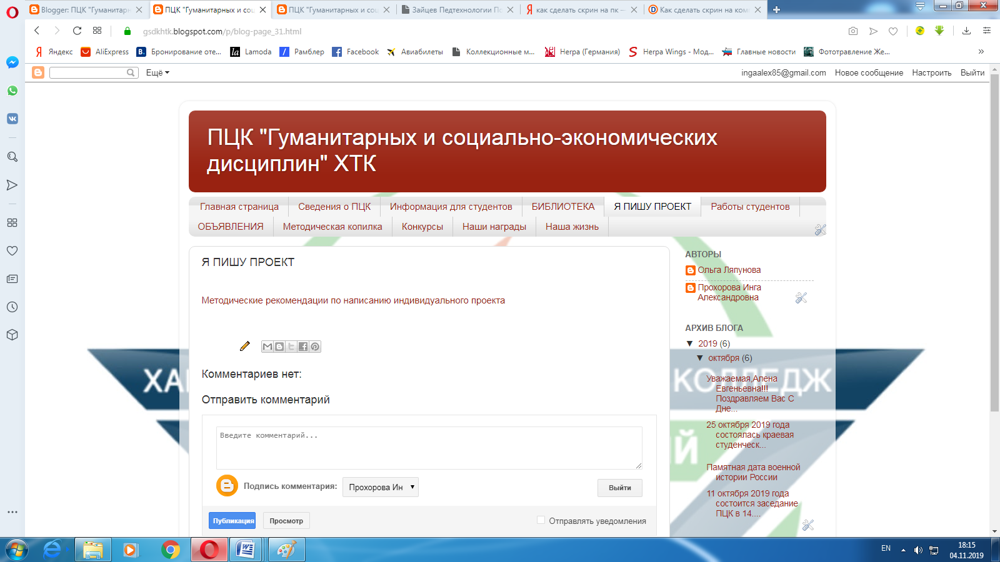 Blogger: ПЦК "Гуманитарн
ПЦК "Гуманитарных и соц
ПЦК "Гуманитарных и соц
Зайцев Педтехнологии По
как сделать скрин на пк —
Как сделать скрин на ком
gsdkhtk.blogspot.com/p/blog-page_31.html
Яндекс
AliExpress
Бронирование оте...
Lamoda
Рамблер
Facebook
Авиабилеты
Коллекционные м...
Herpa (Германия)
Herpa Wings - Мод...
Главные новости
Фототравление Же...
Ещё
ingaalex85@gmail.com Новое сообщение Настроить Выйти
ПЦК "Гуманитарных и социально-экономических
дисциплин" ХТК
Главная страница Сведения о ПЦК Информация для студентов БИБЛИОТЕКА Я ПИШУ ПРОЕКТ Работы студентов
ОБЪЯВЛЕНИЯ Методическая копилка Конкурсы Наши награды Наша жизнь
Я ПИШУ ПРОЕКТ
Методические рекомендации по написанию индивидуального проекта
Комментариев нет:
Отправить комментарий
Введите комментарий...
Подпись комментария: Прохорова Ин
Выйти
Публикация Просмотр
Отправлять уведомления
АВТОРЫ
Ольга Ляпунова
Прохорова Инга
Александровна
АРХИВ БЛОГА
▼ 2019 (6)
▼ октября (6)
Уважаемая,Алена
Евгеньевна!!!
Поздравляем Вас С
Дне...
25 октября 2019 года
состоялась краевая
студенческ...
Памятная дата военной
истории России
11 октября 2019 года
состоится заседание
ПЦК в 14....
КОЛЛЕДЖ
EN
18:15
04.11.2019